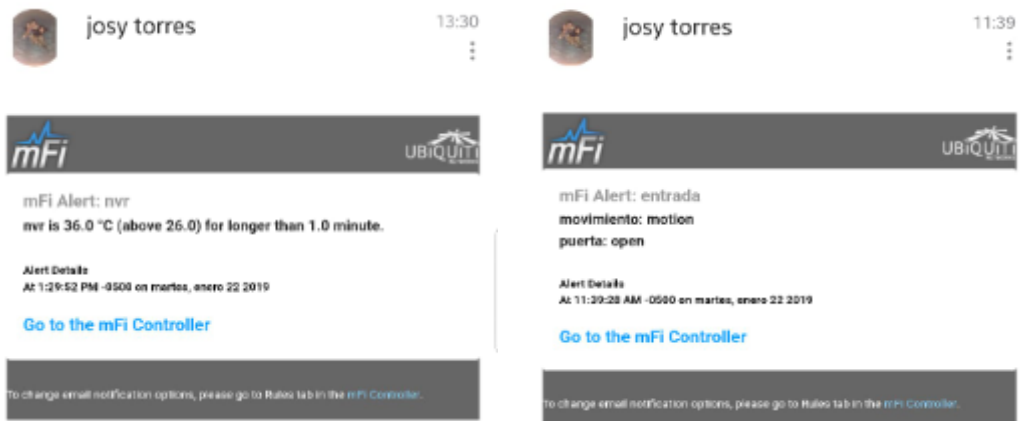 josy torres
13:30
mFi
UBiQUiTi
mFi Alert: nvr
nvr is 36.0 °C (above 26.0) for longer than 1.0 minute.
Alert Details
At 1:29:52 PM -0500 on martes, enero 22 2019
Go to the mFi Controller
To change email notification options, please go to Rules tab in the mFi Controller.
josy torres
11:39
mFi
UBiQUiTi
mFi Alert: entrada
movimiento: motion
puerta: open
Alert Details
At 11:39:28 AM -0500 on martes, enero 22 2019
Go to the mFi Controller
To change email notification options, please go to Rules tab in the mFi Controller.